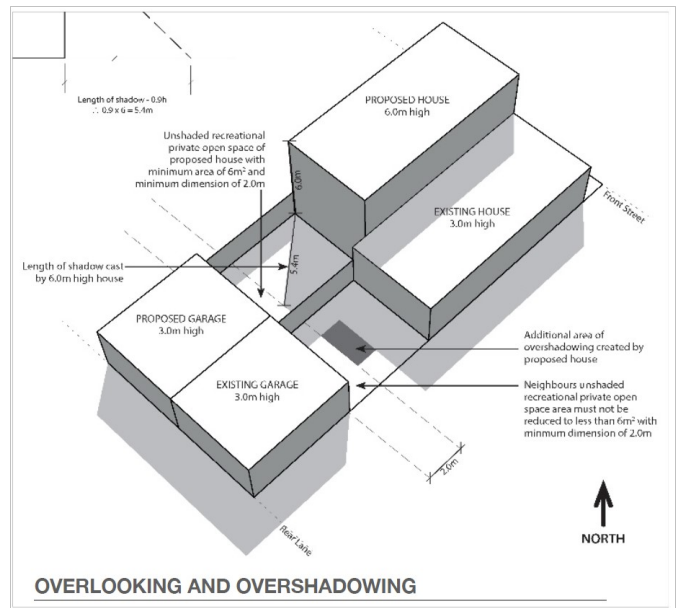 Length of shadow - 0.9h
∴ 0.9 x 6 = 5.4m
PROPOSED HOUSE
6.0m high
Unshaded recreational
private open space of
proposed house with
minimum area of 6m² and
minimum dimension of 2.0m
6.0m
EXISTING HOUSE
3.0m high
Front Street
Length of shadow cast
by 6.0m high house
5.4m
PROPOSED GARAGE
3.0m high
EXISTING GARAGE
3.0m high
Additional area of
overshadowing created by
proposed house
Neighbours unshaded
recreational private open
space area must not be
reduced to less than 6m² with
minmum dimension of 2.0m
2.0m
Rear Lane
NORTH
OVERLOOKING AND OVERSHADOWING